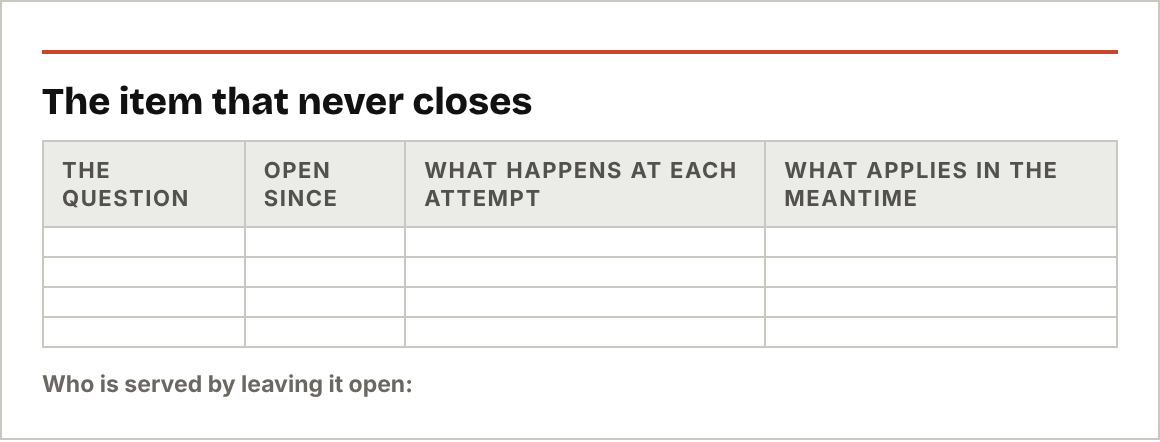 The item that never closes
THE QUESTION
OPEN SINCE
WHAT HAPPENS AT EACH ATTEMPT
WHAT APPLIES IN THE MEANTIME
Who is served by leaving it open: